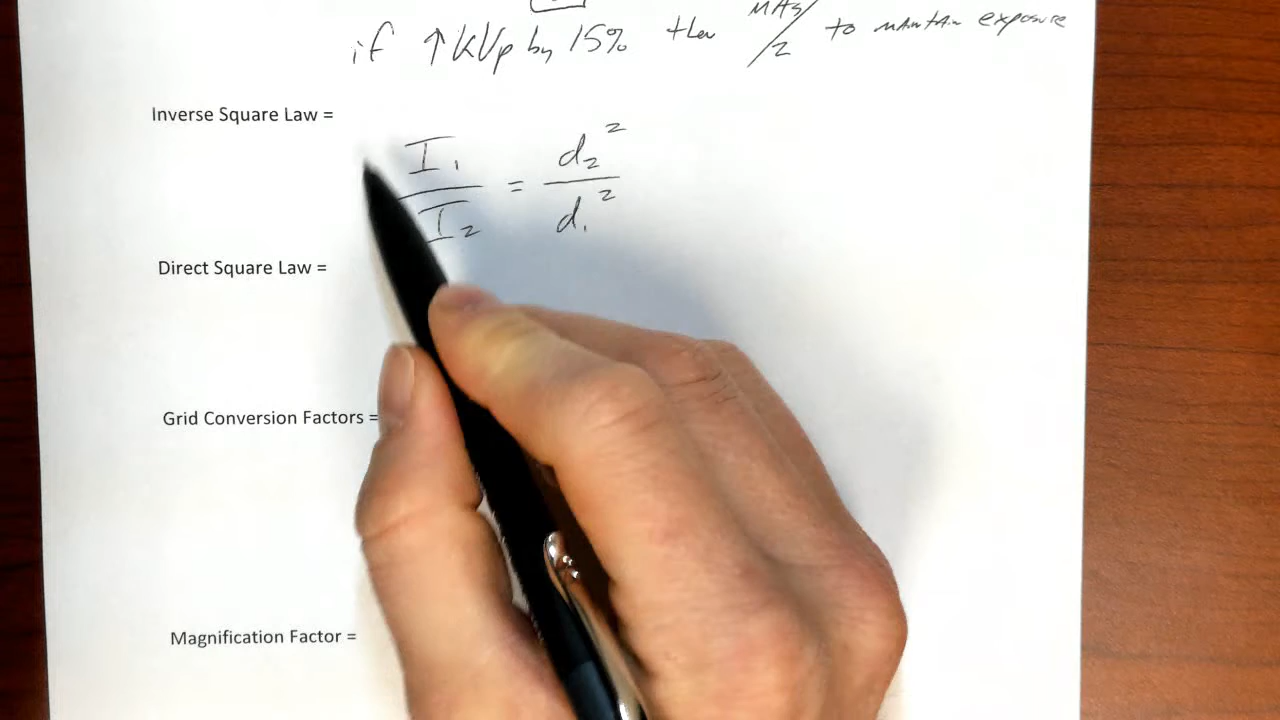 if ↑ kVp by 15% then mAs/2 to maintain exposure
Inverse Square Law =
I₁/I₂ = d₂²/d₁²
Direct Square Law =
Grid Conversion Factors =
Magnification Factor =